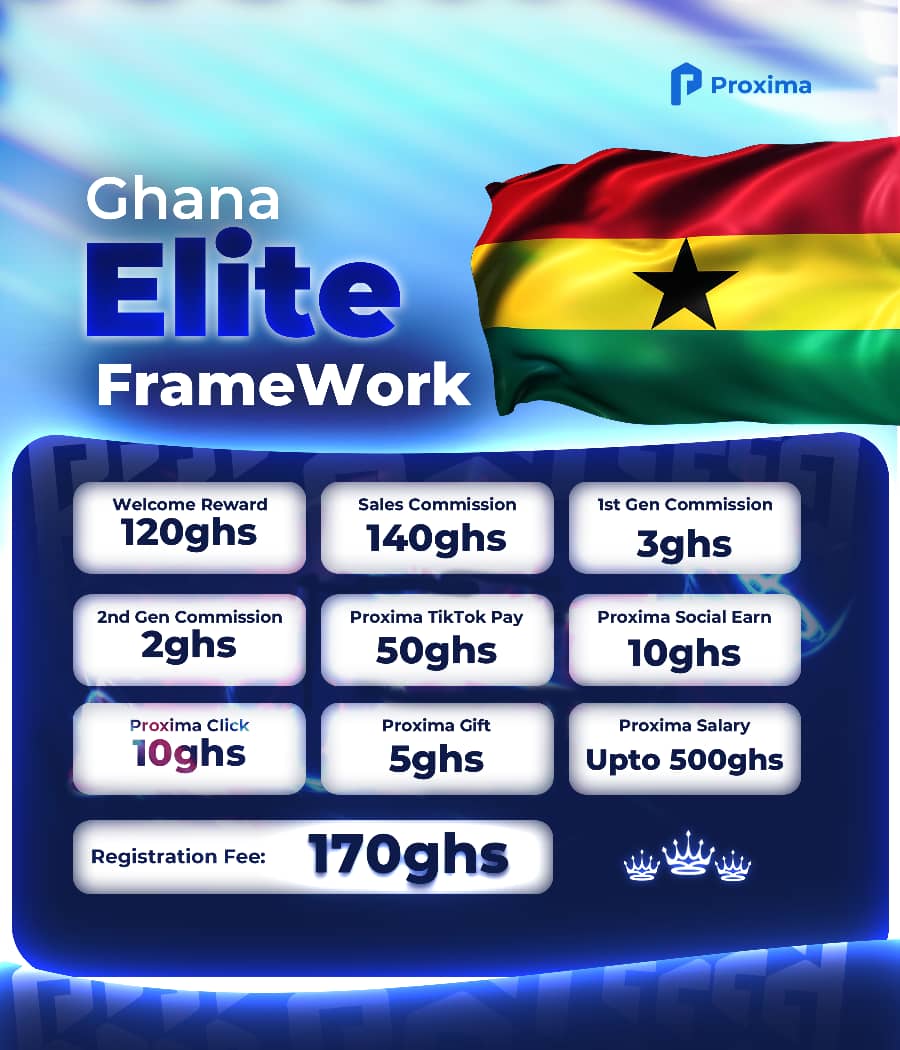 Proxima
Ghana
Elite
FrameWork
Welcome Reward
120ghs
Sales Commission
140ghs
1st Gen Commission
3ghs
2nd Gen Commission
2ghs
Proxima TikTok Pay
50ghs
Proxima Social Earn
10ghs
Proxima Click
10ghs
Proxima Gift
5ghs
Proxima Salary
Upto 500ghs
Registration Fee:
170ghs